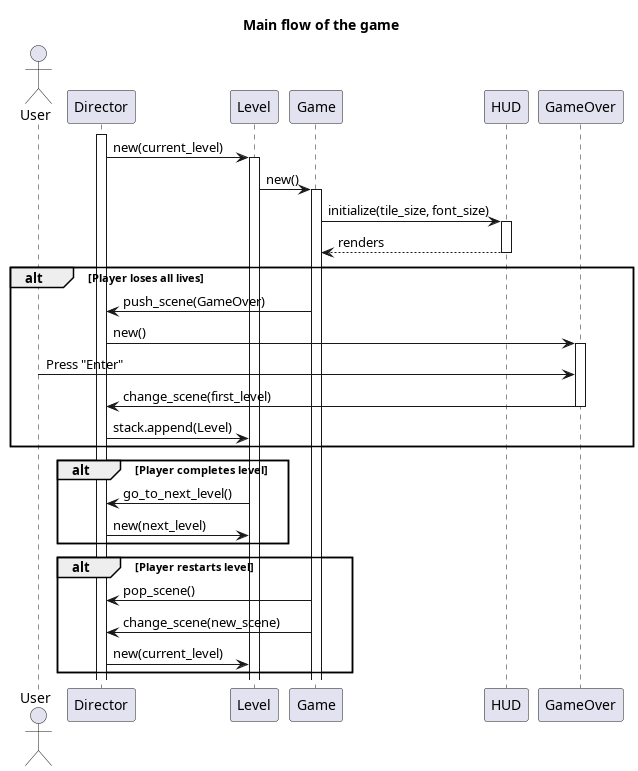 Main flow of the game
User
Director
Level
Game
HUD
GameOver
new(current_level)
new()
initialize(tile_size, font_size)
renders
alt [Player loses all lives]
push_scene(GameOver)
new()
Press "Enter"
change_scene(first_level)
stack.append(Level)
alt [Player completes level]
go_to_next_level()
new(next_level)
alt [Player restarts level]
pop_scene()
change_scene(new_scene)
new(current_level)
User
Director
Level
Game
HUD
GameOver